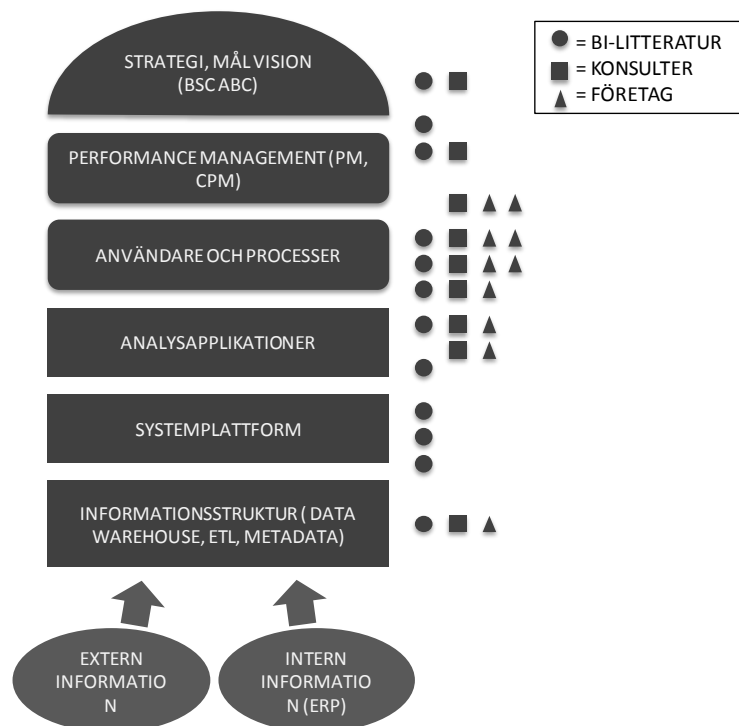 STRATEGI, MÅL VISION
(BSC ABC)
= BI-LITTERATUR
= KONSULTER
= FÖRETAG
PERFORMANCE MANAGEMENT (PM,
CPM)
ANVÄNDARE OCH PROCESSER
ANALYSAPPLIKATIONER
SYSTEMPLATTFORM
INFORMATIONSSTRUKTUR ( DATA
WAREHOUSE, ETL, METADATA)
EXTERN
INFORMATIO
N
INTERN
INFORMATIO
N (ERP)